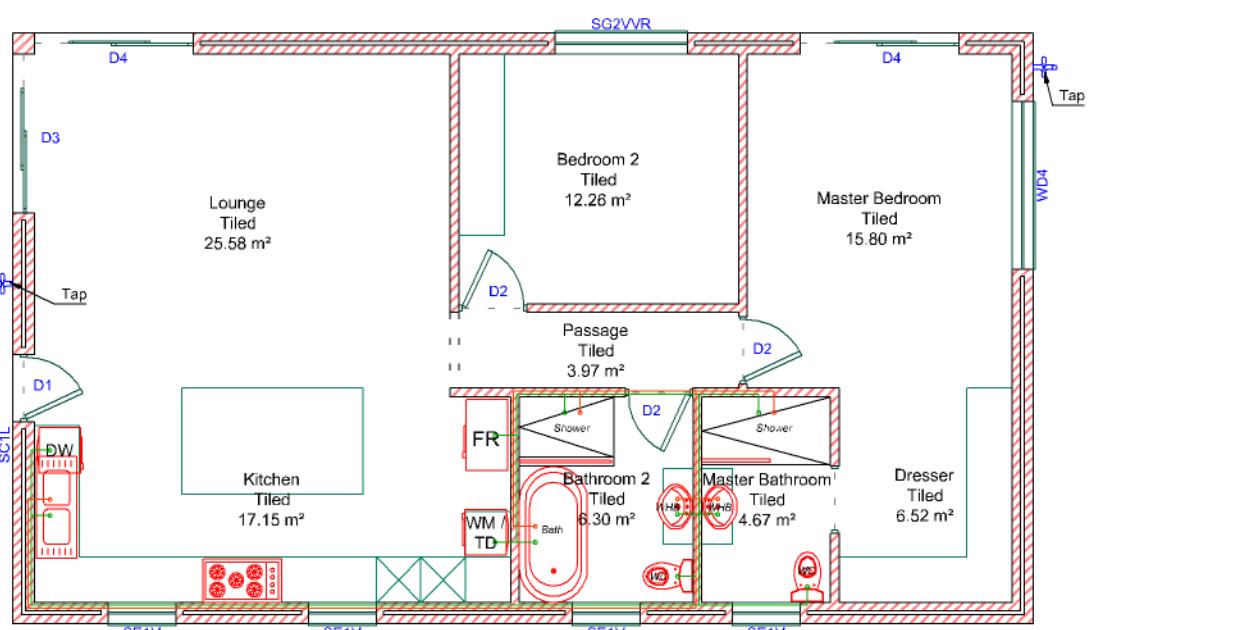 SG2VVR
D4
D4
Tap
D3
WD4
Bedroom 2
Tiled
12.26 m²
Lounge
Tiled
25.58 m²
Master Bedroom
Tiled
15.80 m²
Tap
D2
Passage
Tiled
3.97 m²
D2
D1
D2
SC1L
DW
FR
Shower
Shower
Kitchen
Tiled
17.15 m²
Bathroom 2
Tiled
6.30 m²
Master Bathroom
Tiled
4.67 m²
Dresser
Tiled
6.52 m²
WHB
WHB
WM /
TD
Bath
WC
WC